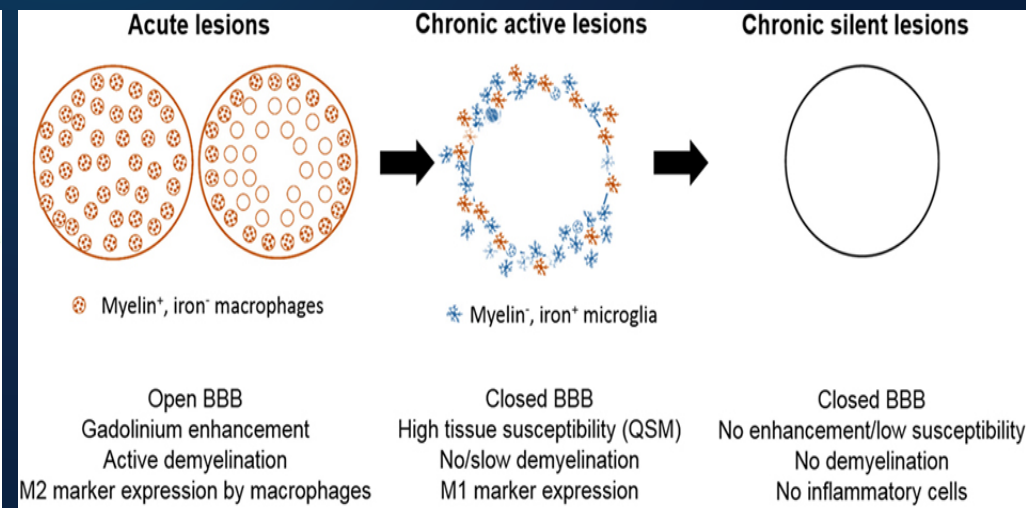 Acute lesions
Chronic active lesions
Chronic silent lesions
Myelin⁺, iron⁻ macrophages
Myelin⁻, iron⁺ microglia
Open BBB
Gadolinium enhancement
Active demyelination
M2 marker expression by macrophages
Closed BBB
High tissue susceptibility (QSM)
No/slow demyelination
M1 marker expression
Closed BBB
No enhancement/low susceptibility
No demyelination
No inflammatory cells